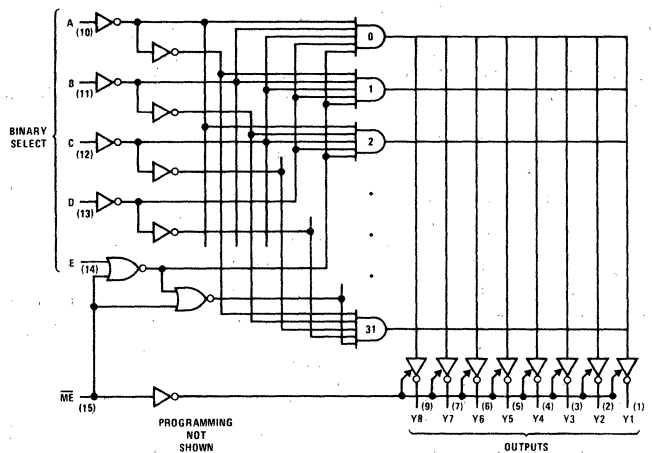 A
(10)
0
B
(11)
1
BINARY
SELECT
C
(12)
2
D
(13)
E
(14)
31
ME
(15)
PROGRAMMING
NOT
SHOWN
(9) (7) (6) (5) (4) (3) (2) (1)
Y8 Y7 Y6 Y5 Y4 Y3 Y2 Y1
OUTPUTS